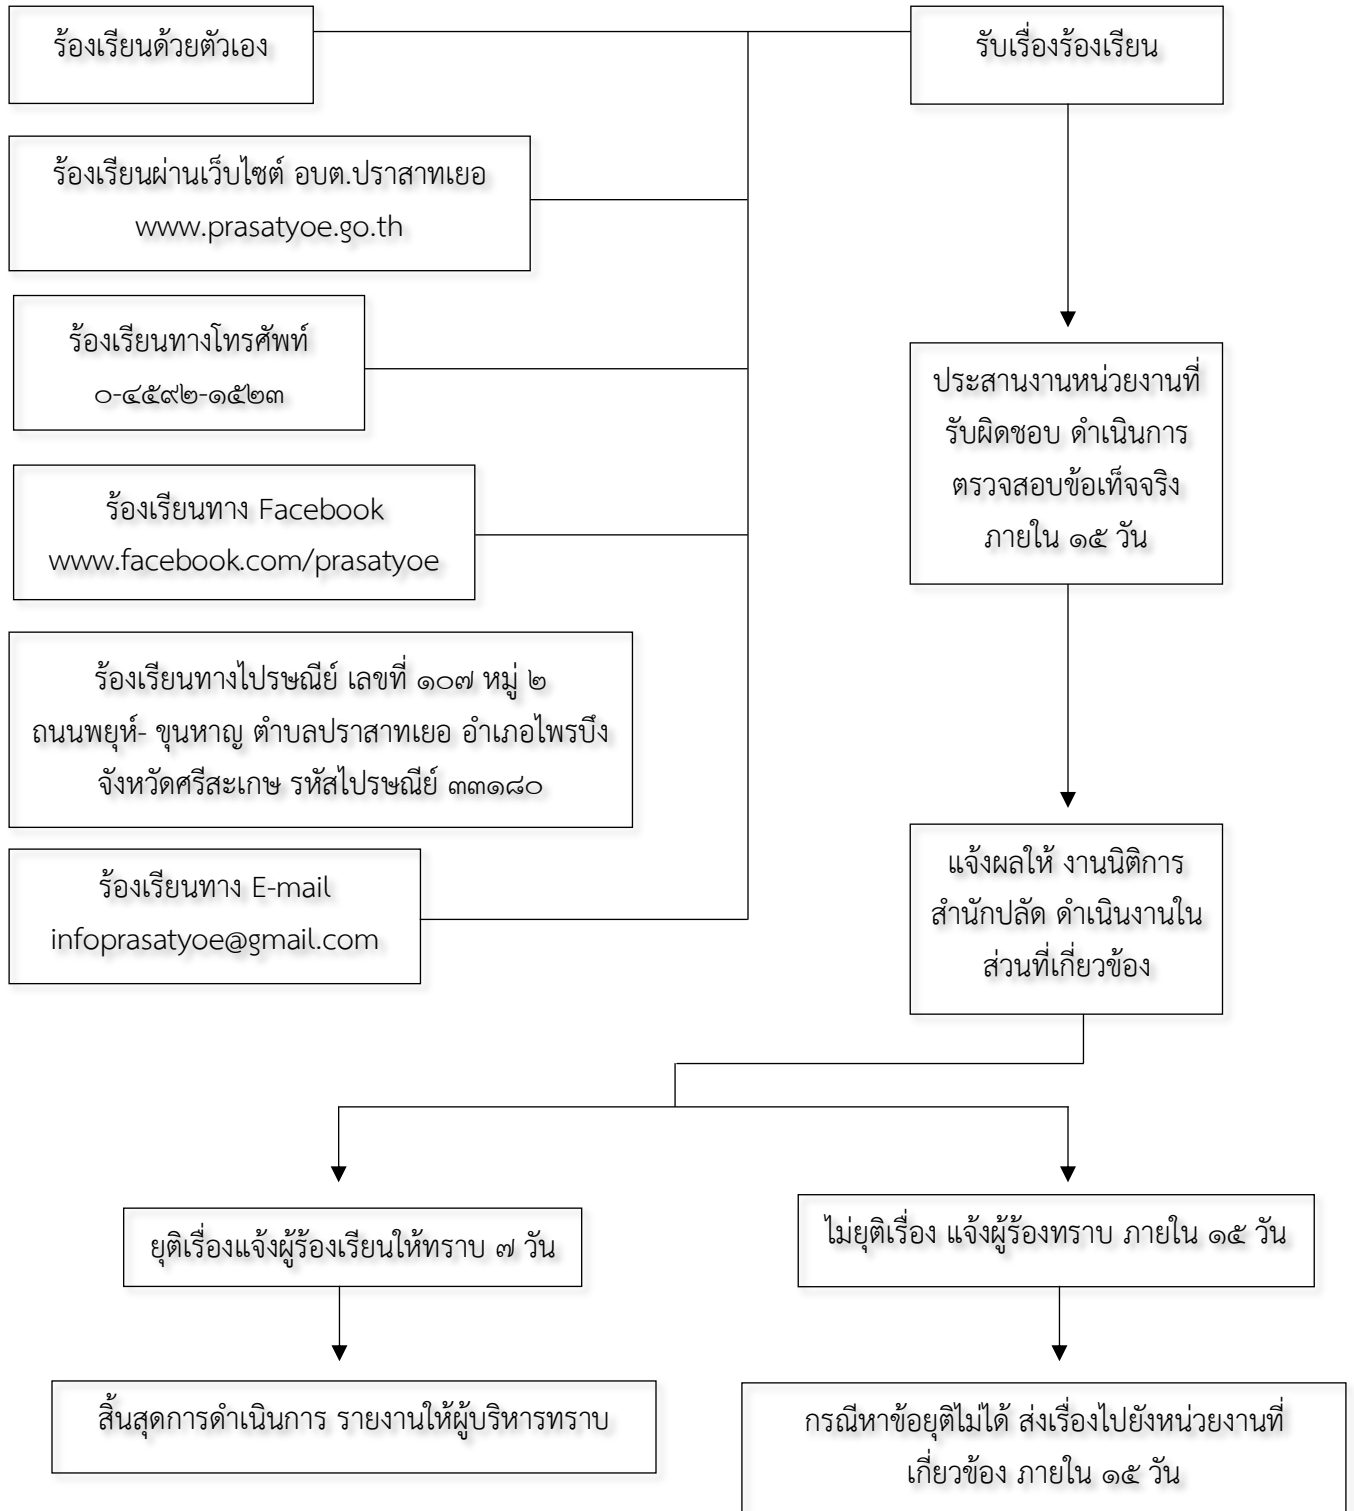 ร้องเรียนด้วยตัวเอง
รับเรื่องร้องเรียน
ร้องเรียนผ่านเว็บไซต์ อบต.ปราสาทเยอ
www.prasatyoe.go.th
ร้องเรียนทางโทรศัพท์
๐-๔๕๙๒-๑๕๒๓
ประสานงานหน่วยงานที่
รับผิดชอบ ดำเนินการ
ตรวจสอบข้อเท็จจริง
ภายใน ๑๕ วัน
ร้องเรียนทาง Facebook
www.facebook.com/prasatyoe
ร้องเรียนทางไปรษณีย์ เลขที่ ๑๐๗ หมู่ ๒
ถนนพยุห์- ขุนหาญ ตำบลปราสาทเยอ อำเภอไพรบึง
จังหวัดศรีสะเกษ รหัสไปรษณีย์ ๓๓๑๘๐
ร้องเรียนทาง E-mail
infoprasatyoe@gmail.com
แจ้งผลให้ งานนิติการ
สำนักปลัด ดำเนินงานใน
ส่วนที่เกี่ยวข้อง
ยุติเรื่องแจ้งผู้ร้องเรียนให้ทราบ ๗ วัน
ไม่ยุติเรื่อง แจ้งผู้ร้องทราบ ภายใน ๑๕ วัน
สิ้นสุดการดำเนินการ รายงานให้ผู้บริหารทราบ
กรณีหาข้อยุติไม่ได้ ส่งเรื่องไปยังหน่วยงานที่
เกี่ยวข้อง ภายใน ๑๕ วัน